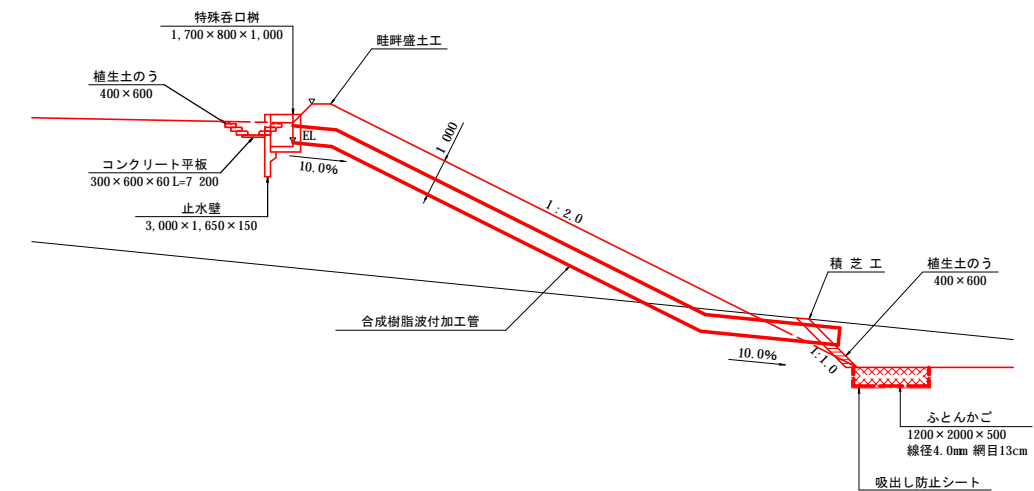 特殊呑口桝
1,700×800×1,000
畦畔盛土工
植生土のう
400×600
EL
1 000
10.0%
コンクリート平板
300×600×60 L=7 200
止水壁
3,000×1,650×150
1:2.0
積 芝 工
植生土のう
400×600
合成樹脂波付加工管
10.0%
1:1.0
ふとんかご
1200×2000×500
線径4.0mm 網目13cm
吸出し防止シート